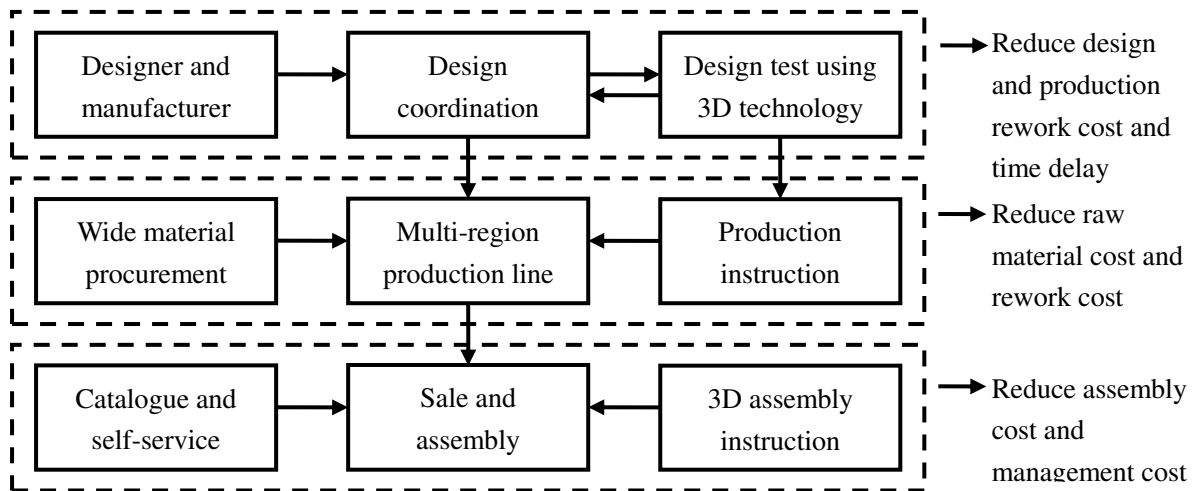 Designer and
manufacturer
Design
coordination
Design test using
3D technology
Reduce design
and production
rework cost and
time delay
Wide material
procurement
Multi-region
production line
Production
instruction
Reduce raw
material cost and
rework cost
Catalogue and
self-service
Sale and
assembly
3D assembly
instruction
Reduce assembly
cost and
management cost